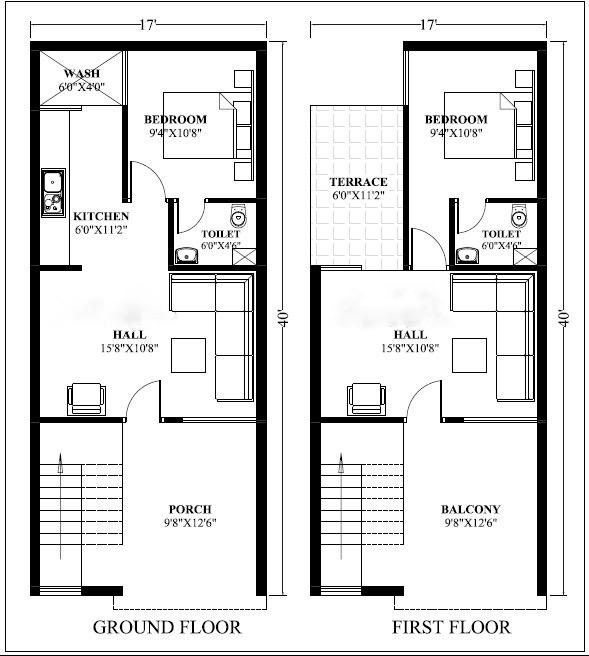 17'
17'
WASH
6'0"X4'0"
BEDROOM
9'4"X10'8"
BEDROOM
9'4"X10'8"
TERRACE
6'0"X11'2"
KITCHEN
6'0"X11'2"
TOILET
6'0"X4'6"
TOILET
6'0"X4'6"
40'
40'
HALL
15'8"X10'8"
HALL
15'8"X10'8"
PORCH
9'8"X12'6"
BALCONY
9'8"X12'6"
GROUND FLOOR
FIRST FLOOR